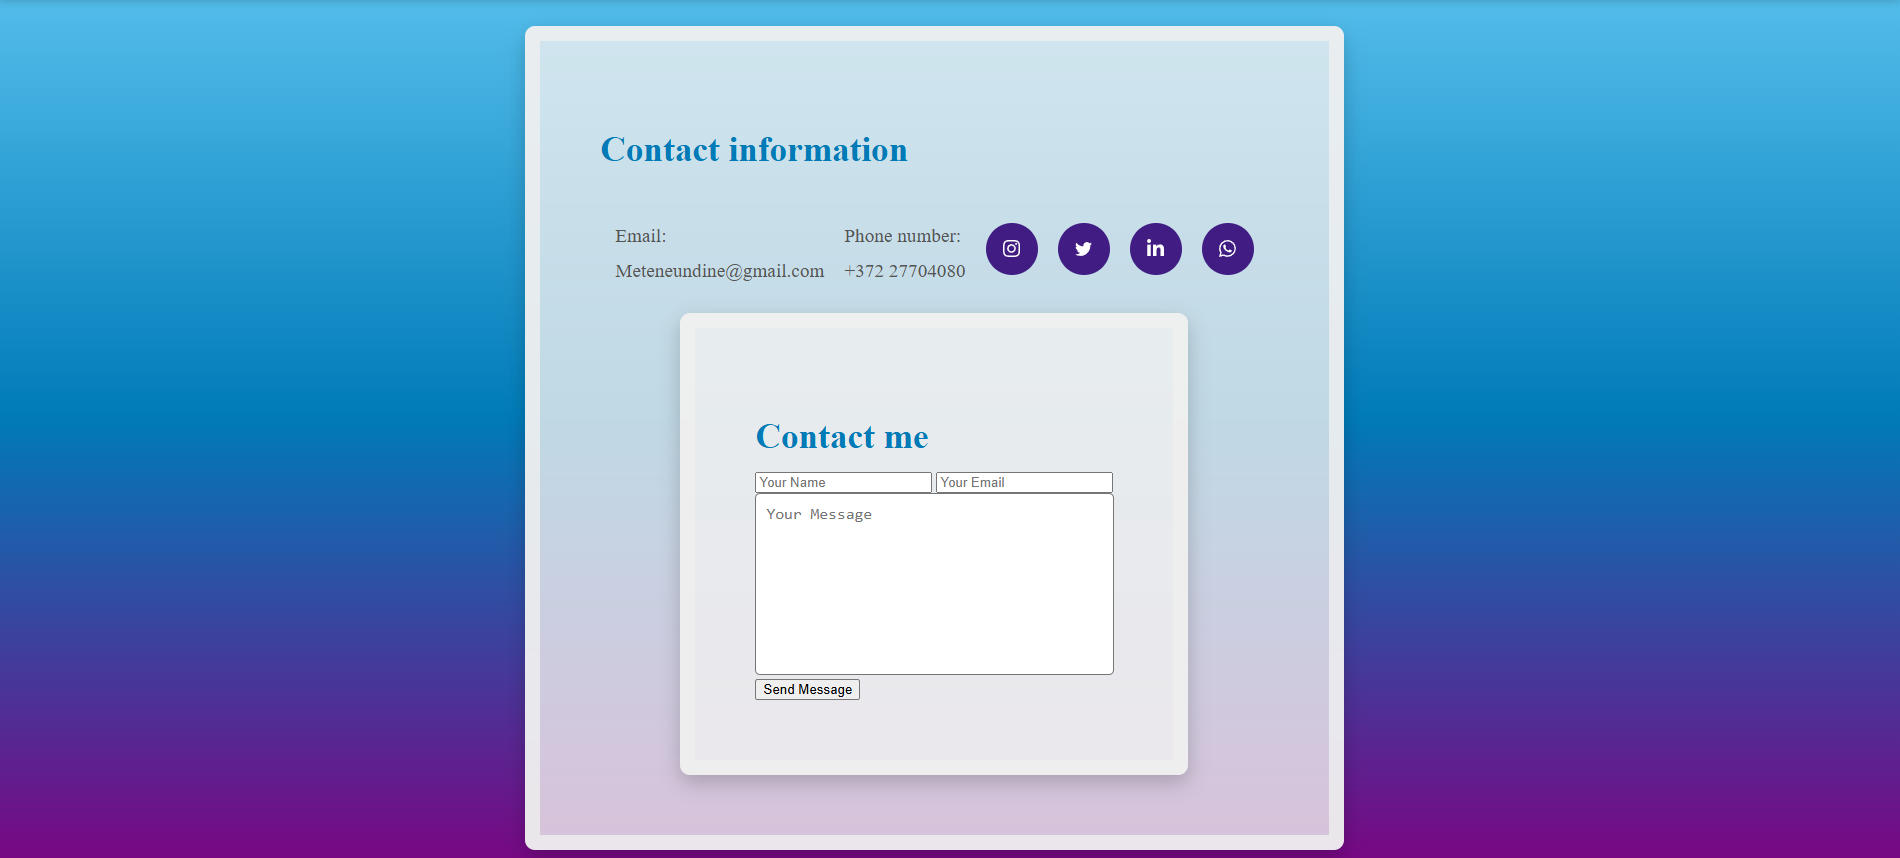 Contact information
Email:
Meteneundine@gmail.com
Phone number:
+372 27704080
Contact me
Your Name
Your Email
Your Message
Send Message